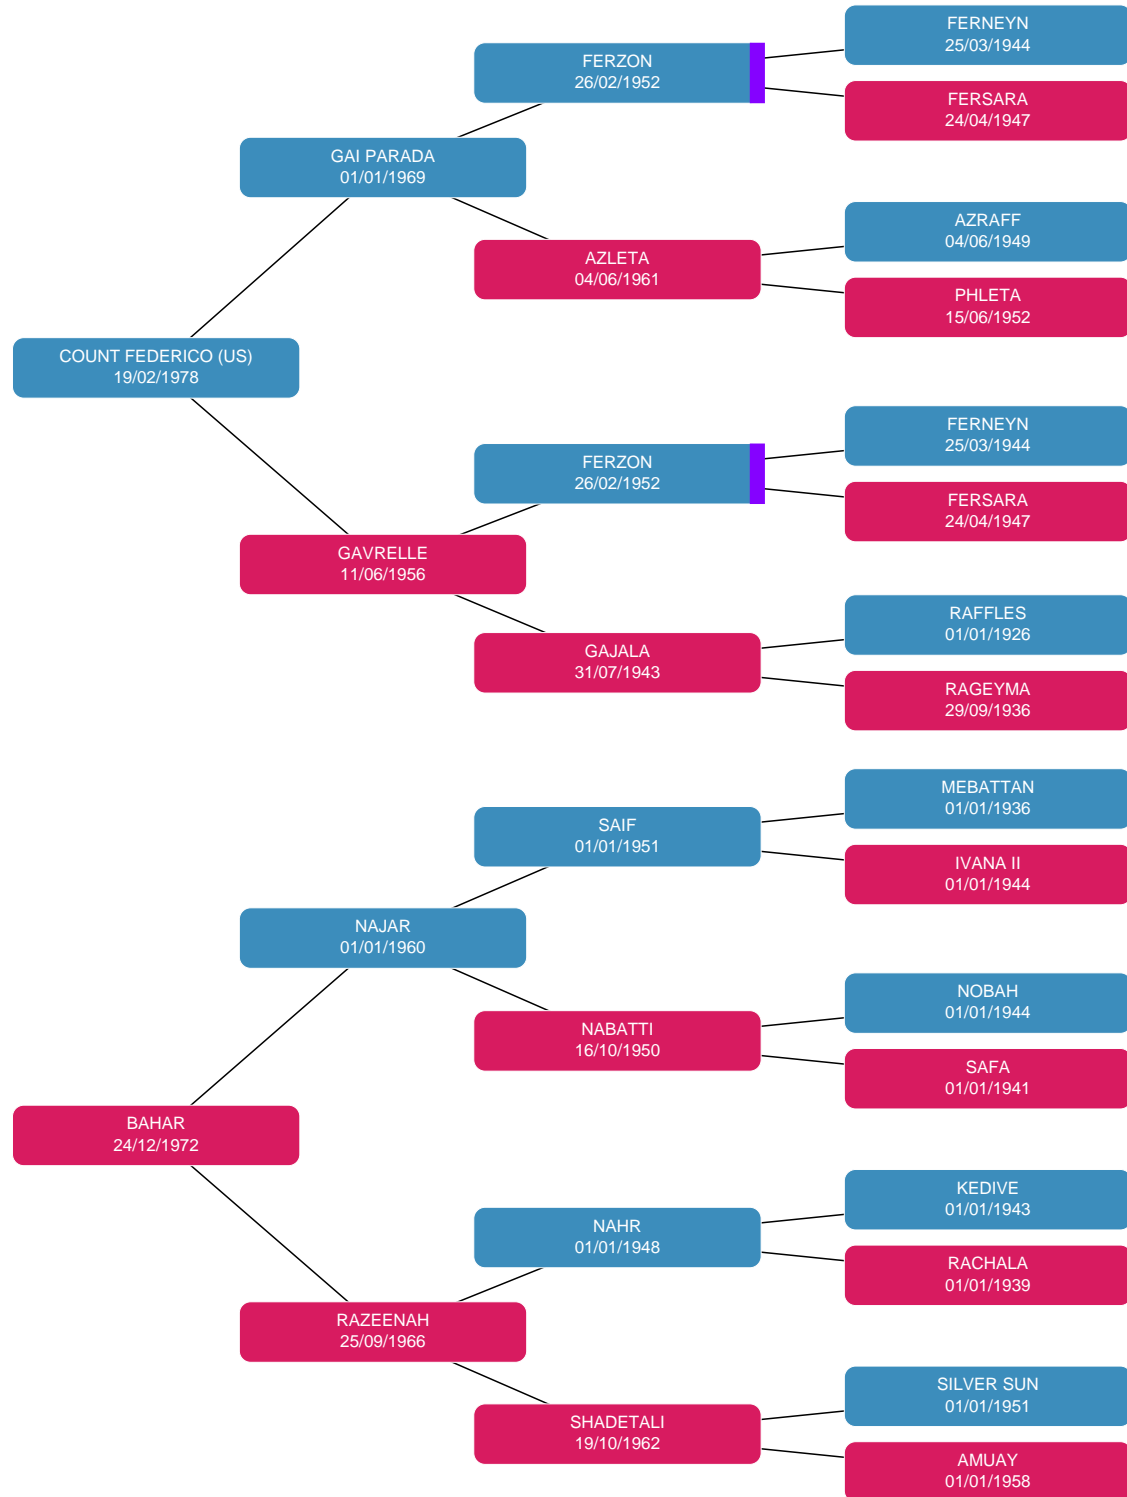 FERNEYN
25/03/1944
FERZON
26/02/1952
FERSARA
24/04/1947
GAI PARADA
01/01/1969
AZRAFF
04/06/1949
AZLETA
04/06/1961
PHLETA
15/06/1952
COUNT FEDERICO (US)
19/02/1978
FERNEYN
25/03/1944
FERZON
26/02/1952
FERSARA
24/04/1947
GAVRELLE
11/06/1956
RAFFLES
01/01/1926
GAJALA
31/07/1943
RAGEYMA
29/09/1936
MEBATTAN
01/01/1936
SAIF
01/01/1951
IVANA II
01/01/1944
NAJAR
01/01/1960
NOBAH
01/01/1944
NABATTI
16/10/1950
SAFA
01/01/1941
BAHAR
24/12/1972
KEDIVE
01/01/1943
NAHR
01/01/1948
RACHALA
01/01/1939
RAZEENAH
25/09/1966
SILVER SUN
01/01/1951
SHADETALI
19/10/1962
AMUAY
01/01/1958